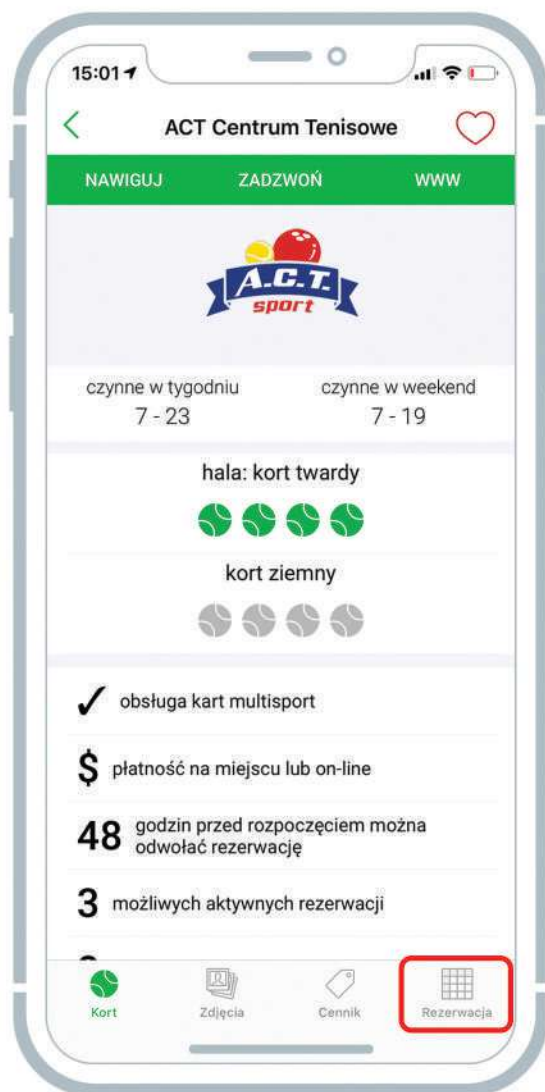 15:01
ACT Centrum Tenisowe
NAWIGUJ ZADZWOŃ WWW
A.C.T.
sport
czynne w tygodniu czynne w weekend
7 - 23 7 - 19
hala: kort twardy
kort ziemny
✓ obsługa kart multisport
$ płatność na miejscu lub on-line
48 godzin przed rozpoczęciem można
odwołać rezerwację
3 możliwych aktywnych rezerwacji
Kort Zdjęcia Cennik Rezerwacja